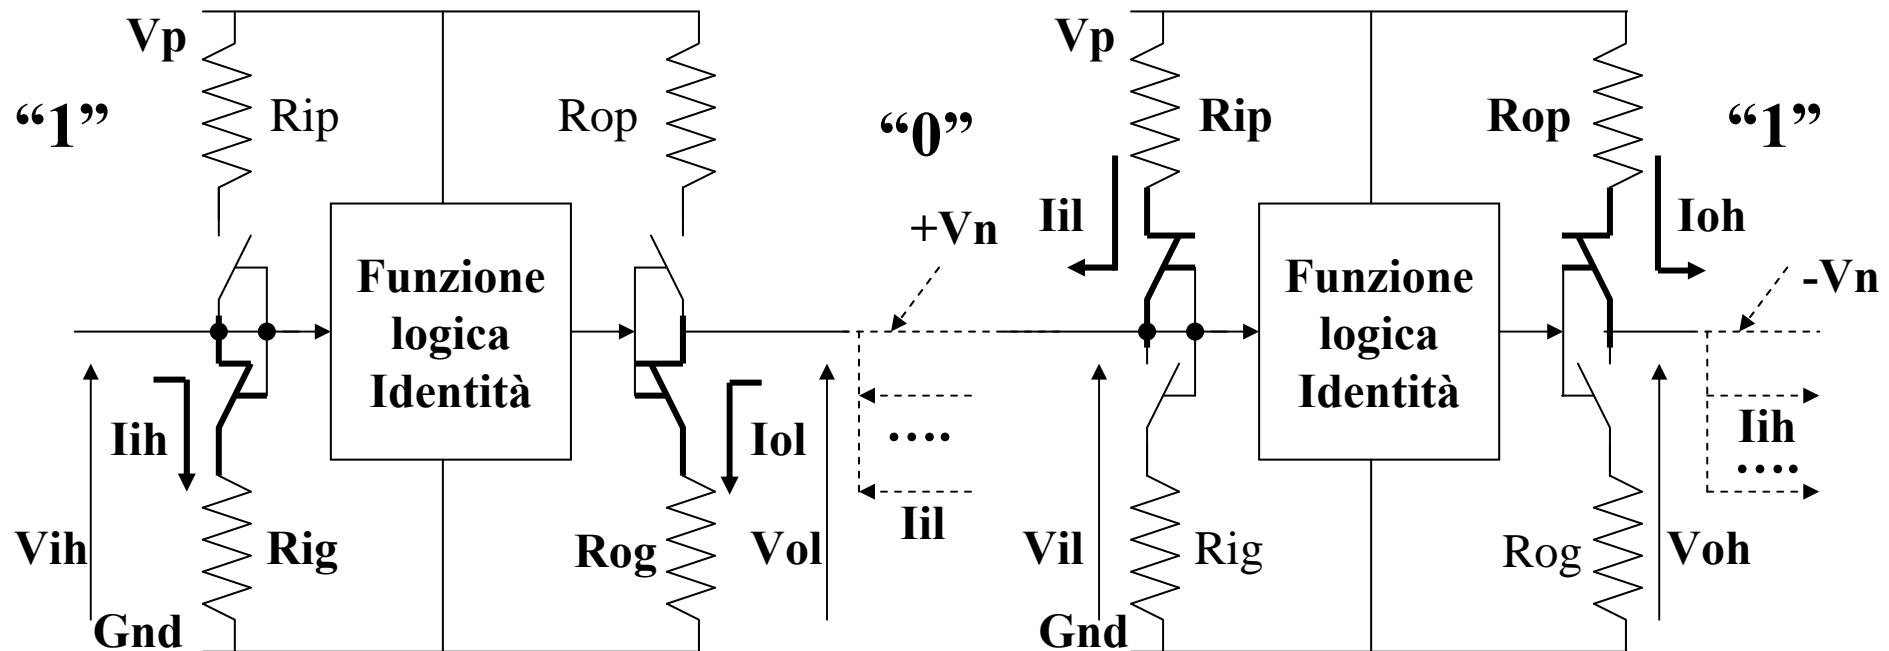 Vp
Vp
“1”
Rip
Rop
“0”
Rip
Rop
“1”
+Vn
Iil
Ioh
-Vn
Funzione
logica
Identità
Funzione
logica
Identità
Iih
Iol
....
Iih
....
Iil
Vih
Rig
Rog
Vol
Vil
Rig
Rog
Voh
Gnd
Gnd